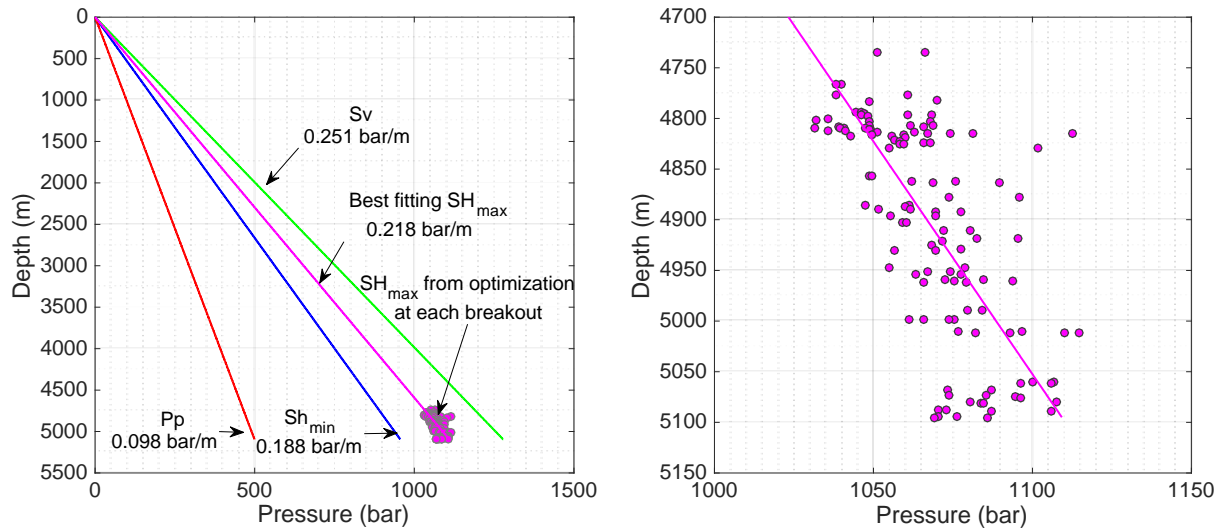 0
500
1000
1500
2000
2500
3000
3500
4000
4500
5000
5500
Depth (m)
0 500 1000 1500
Pressure (bar)
Sv
0.251 bar/m
Best fitting SHmax
0.218 bar/m
SHmax from optimization
at each breakout
Pp
0.098 bar/m
Shmin
0.188 bar/m
4700
4750
4800
4850
4900
4950
5000
5050
5100
5150
Depth (m)
1000 1050 1100 1150
Pressure (bar)